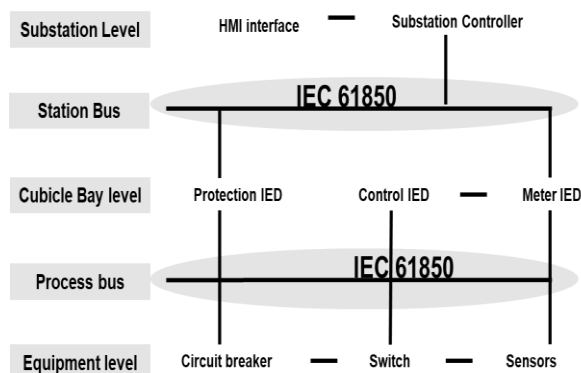 Substation Level
HMI interface
Substation Controller
IEC 61850
Station Bus
Cubicle Bay level
Protection IED
Control IED
Meter IED
IEC 61850
Process bus
Equipment level
Circuit breaker
Switch
Sensors